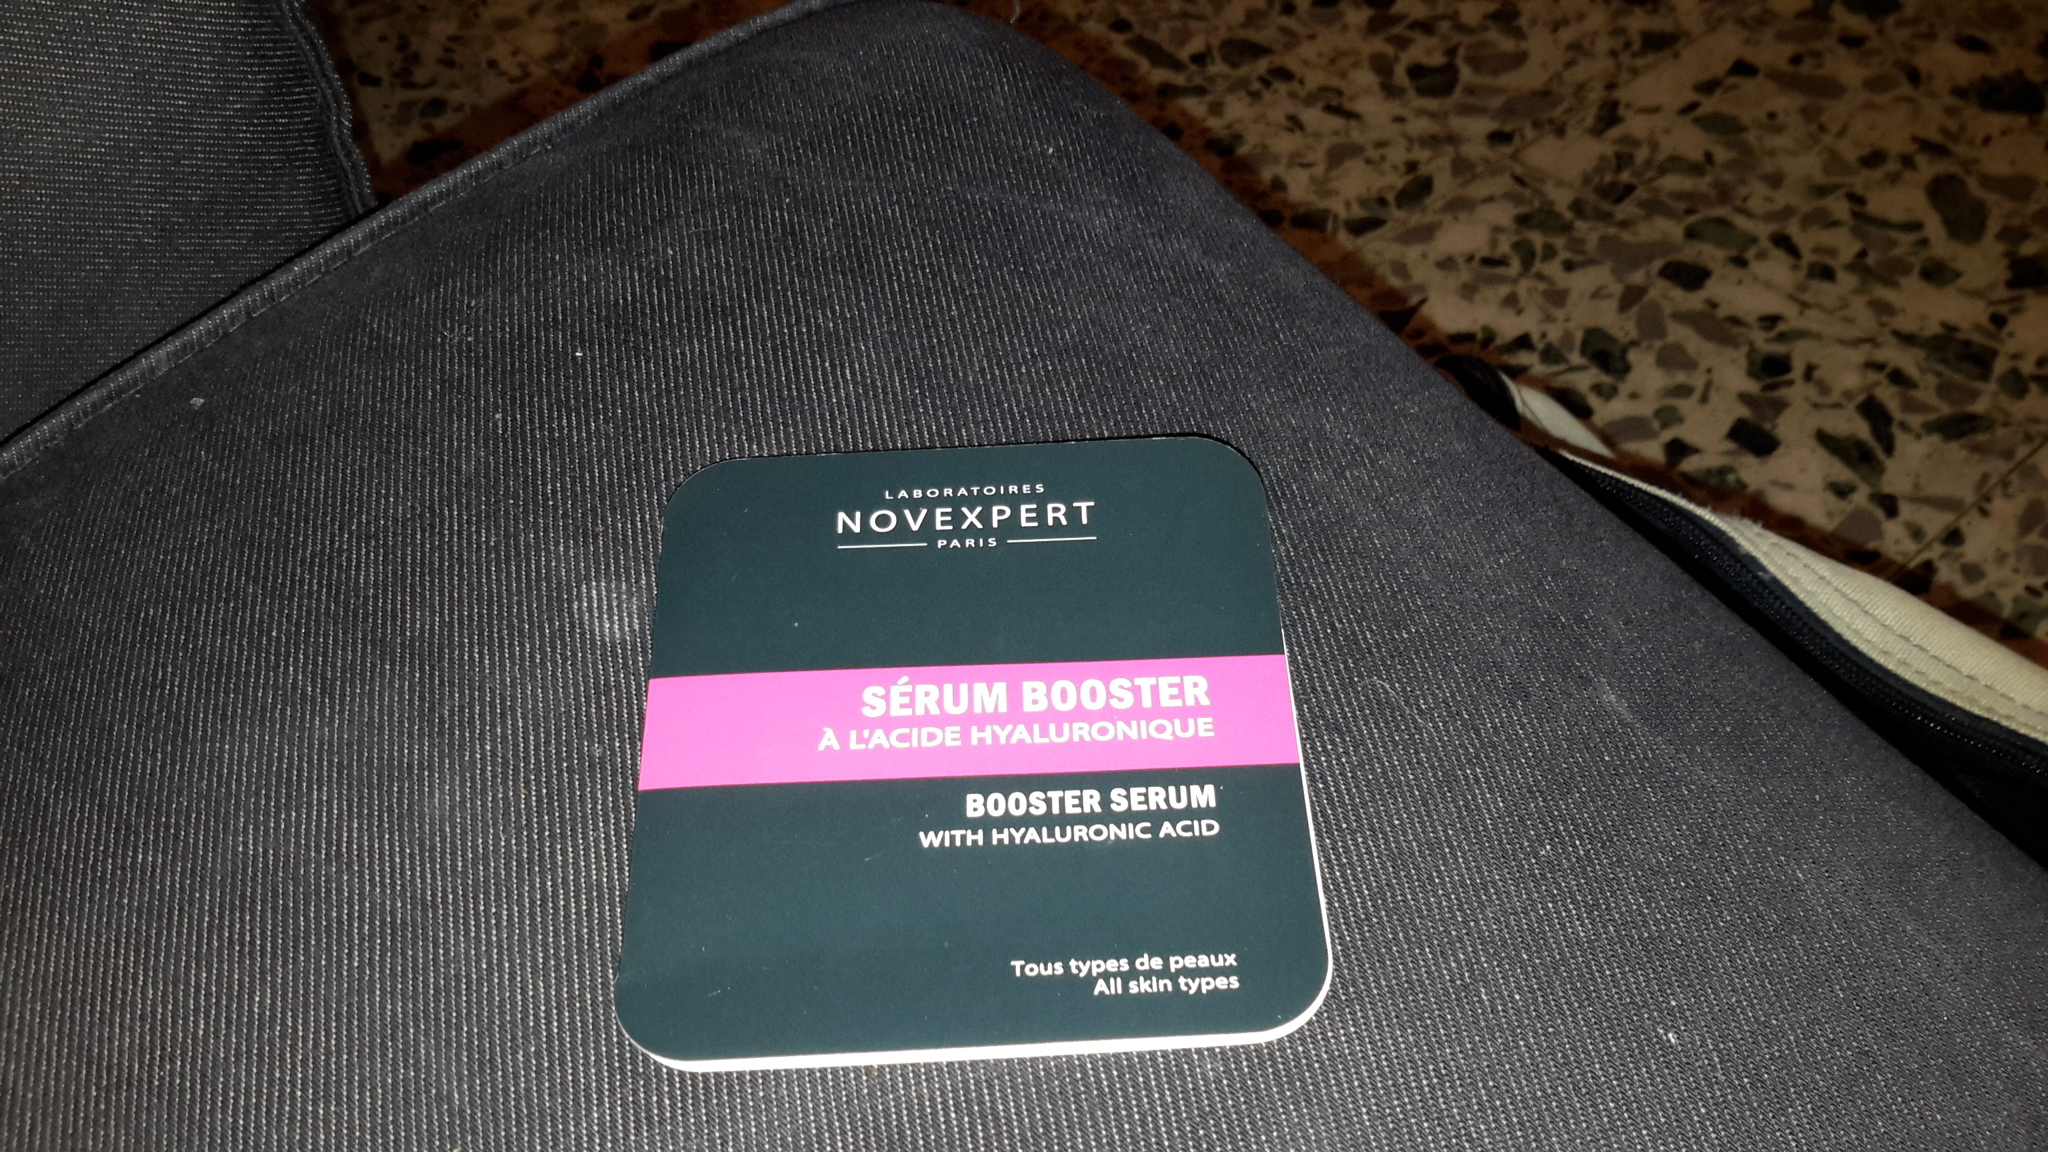 LABORATOIRES
NOVEXPERT
PARIS
SÉRUM BOOSTER
À L'ACIDE HYALURONIQUE
BOOSTER SERUM
WITH HYALURONIC ACID
Tous types de peaux
All skin types